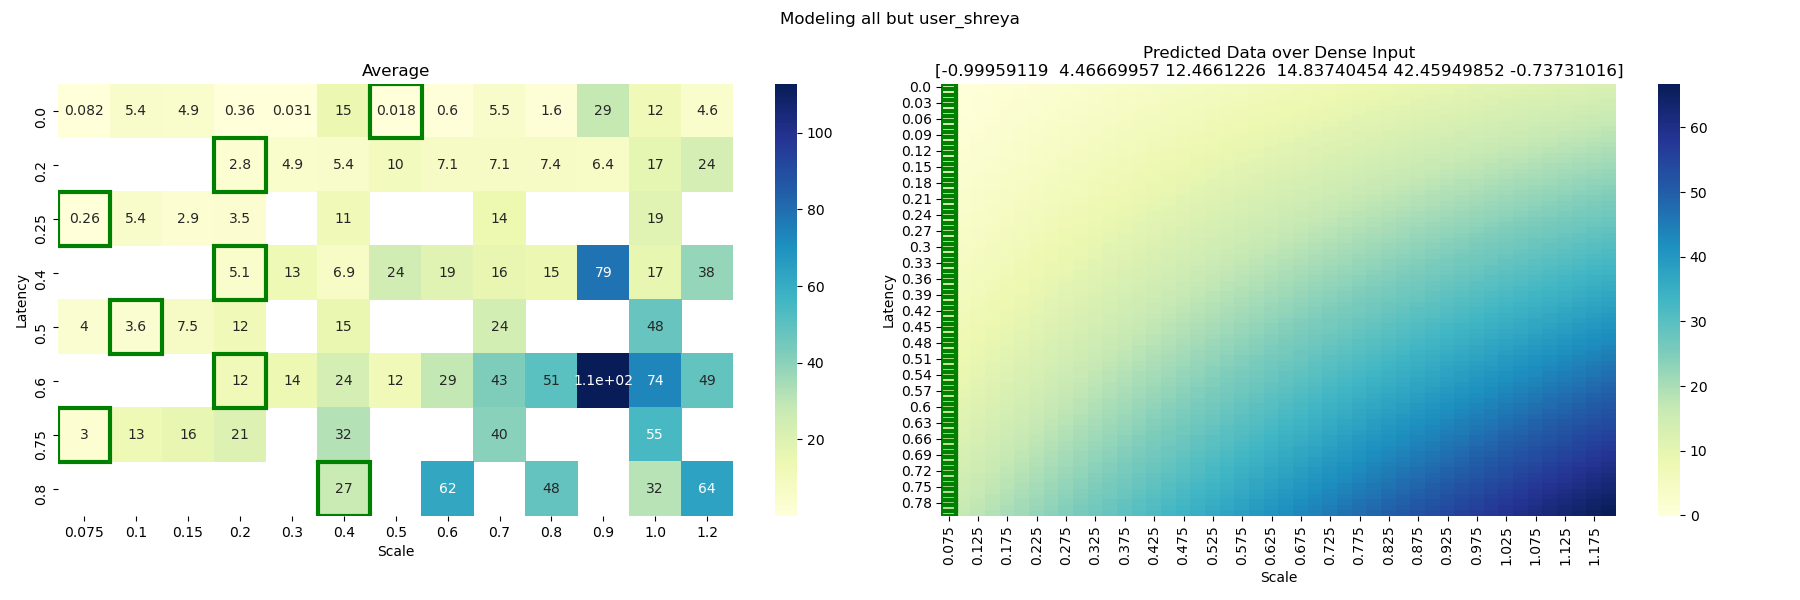 Modeling all but user_shreya
Average
0.0 0.082 5.4 4.9 0.36 0.031 15 0.018 0.6 5.5 1.6 29 12 4.6
0.2 2.8 4.9 5.4 10 7.1 7.1 7.4 6.4 17 24
0.25 0.26 5.4 2.9 3.5 11 14 19
0.4 5.1 13 6.9 24 19 16 15 79 17 38
0.5 4 3.6 7.5 12 15 24 48
0.6 12 14 24 12 29 43 51 1.1e+02 74 49
0.75 3 13 16 21 32 40 55
0.8 27 62 48 32 64
Latency
0.075 0.1 0.15 0.2 0.3 0.4 0.5 0.6 0.7 0.8 0.9 1.0 1.2
Scale
100
80
60
40
20
Predicted Data over Dense Input
[-0.99959119 4.46669957 12.4661226 14.83740454 42.45949852 -0.73731016]
0.0
0.03
0.06
0.09
0.12
0.15
0.18
0.21
0.24
0.27
0.3
0.33
0.36
0.39
0.42
0.45
0.48
0.51
0.54
0.57
0.6
0.63
0.66
0.69
0.72
0.75
0.78
Latency
0.075 0.125 0.175 0.225 0.275 0.325 0.375 0.425 0.475 0.525 0.575 0.625 0.675 0.725 0.775 0.825 0.875 0.925 0.975 1.025 1.075 1.125 1.175
Scale
60
50
40
30
20
10
0